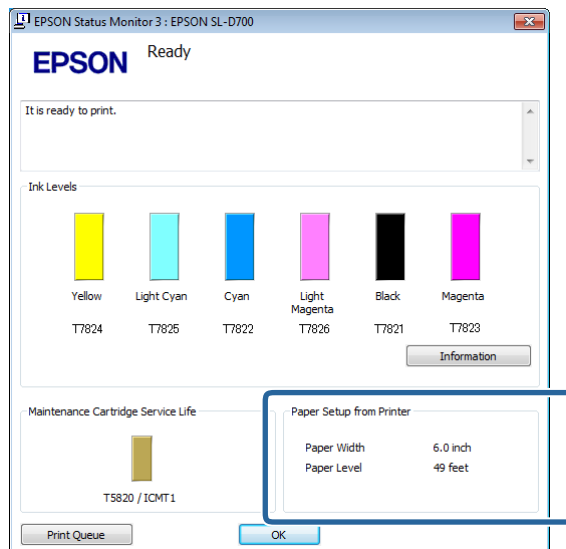 EPSON Status Monitor 3 : EPSON SL-D700
EPSON
Ready
It is ready to print.
Ink Levels
Yellow Light Cyan Cyan Light Magenta Black Magenta
T7824 T7825 T7822 T7826 T7821 T7823
Information
Maintenance Cartridge Service Life
T5820 / ICMT1
Paper Setup from Printer
Paper Width 6.0 inch
Paper Level 49 feet
Print Queue
OK